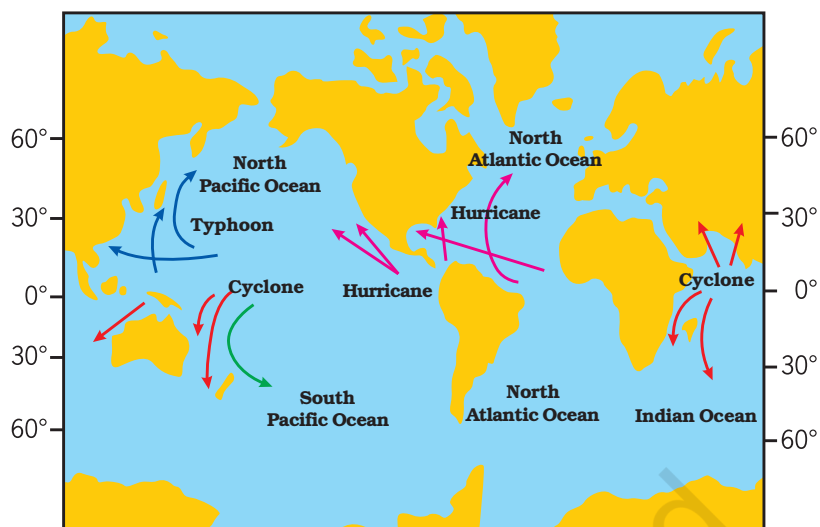 North
Atlantic Ocean
60°
60°
North
Pacific Ocean
Hurricane
30°
30°
Typhoon
Cyclone
Cyclone
Hurricane
0°
0°
30°
30°
North
Atlantic Ocean
South
Pacific Ocean
Indian Ocean
60°
60°
d